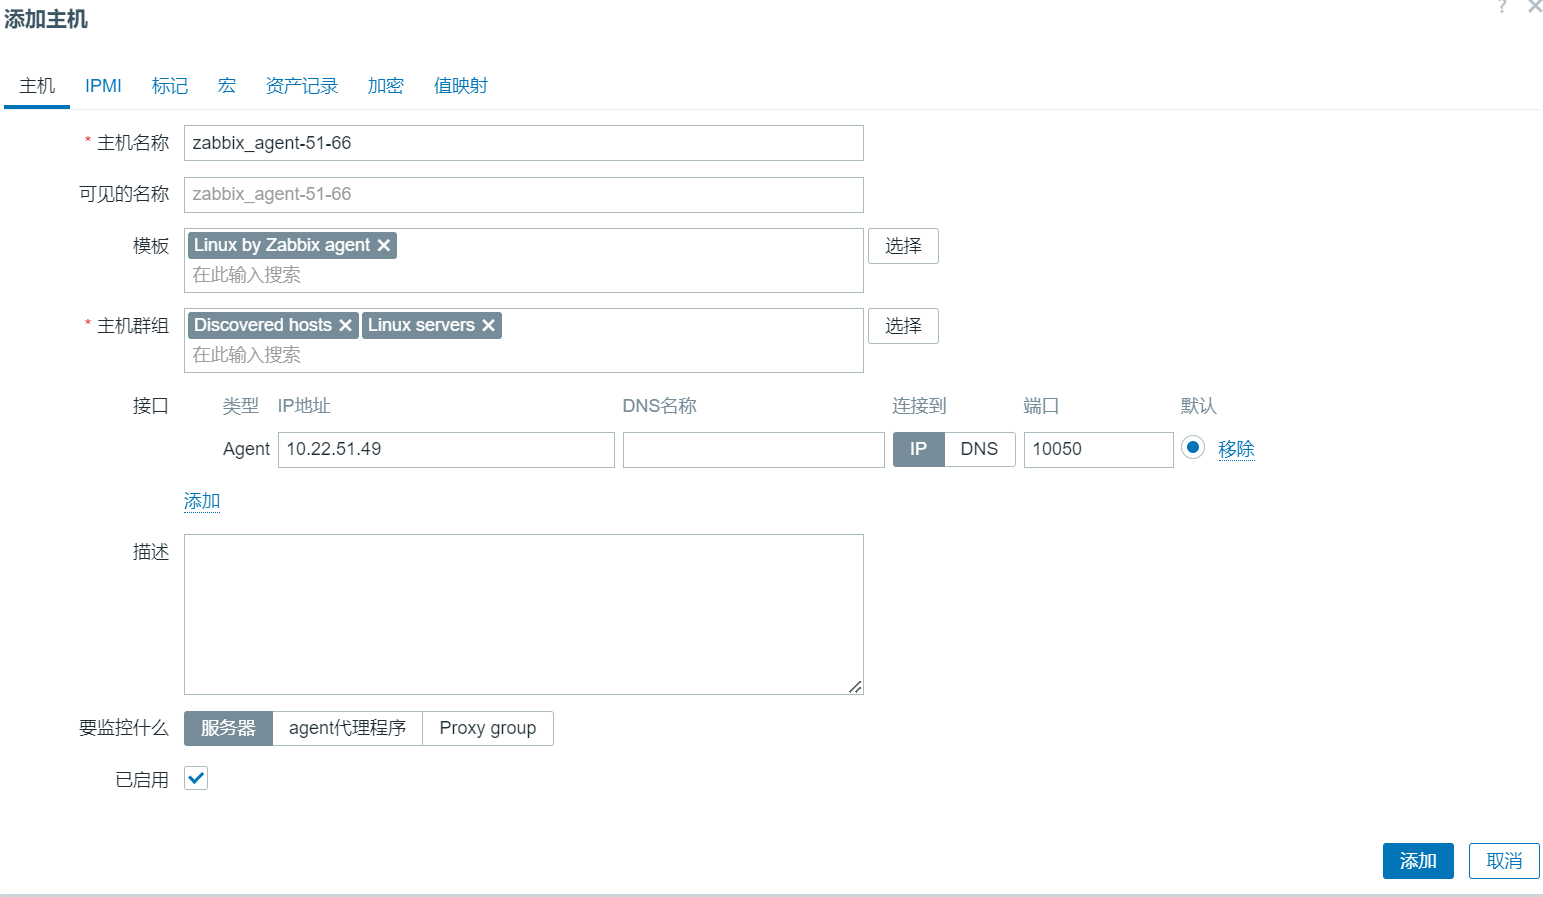 添加主机
?
主机 IPMI 标记 宏 资产记录 加密 值映射
* 主机名称 zabbix_agent-51-66
可见的名称 zabbix_agent-51-66
模板 Linux by Zabbix agent 选择
在此输入搜索
* 主机群组 Discovered hosts Linux servers 选择
在此输入搜索
接口 类型 IP地址 DNS名称 连接到 端口 默认
Agent 10.22.51.49 IP DNS 10050 移除
添加
描述
要监控什么 服务器 agent代理程序 Proxy group
已启用
添加 取消